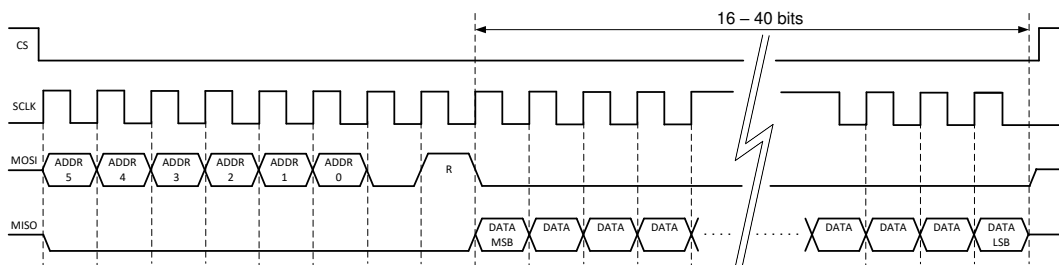 16 – 40 bits
CS
SCLK
MOSI
ADDR 5
ADDR 4
ADDR 3
ADDR 2
ADDR 1
ADDR 0
R
MISO
DATA MSB
DATA
DATA
DATA
DATA
DATA
DATA
DATA LSB